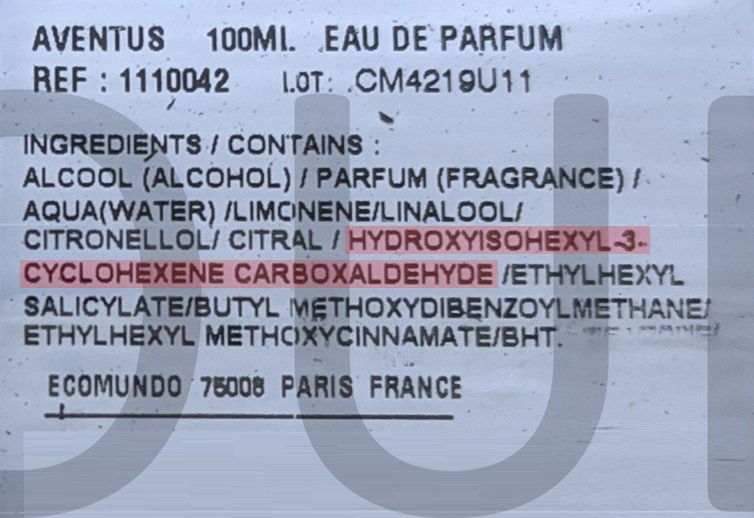 AVENTUS 100ML EAU DE PARFUM
REF : 1110042 LOT: CM4219U11
INGREDIENTS / CONTAINS :
ALCOOL (ALCOHOL) / PARFUM (FRAGRANCE) /
AQUA(WATER) /LIMONENE/LINALOOL/
CITRONELLOL/ CITRAL / HYDROXYISOHEXYL-3-
CYCLOHEXENE CARBOXALDEHYDE /ETHYLHEXYL
SALICYLATE/BUTYL METHOXYDIBENZOYLMETHANE/
ETHYLHEXYL METHOXYCINNAMATE/BHT.
ECOMUNDO 75008 PARIS FRANCE